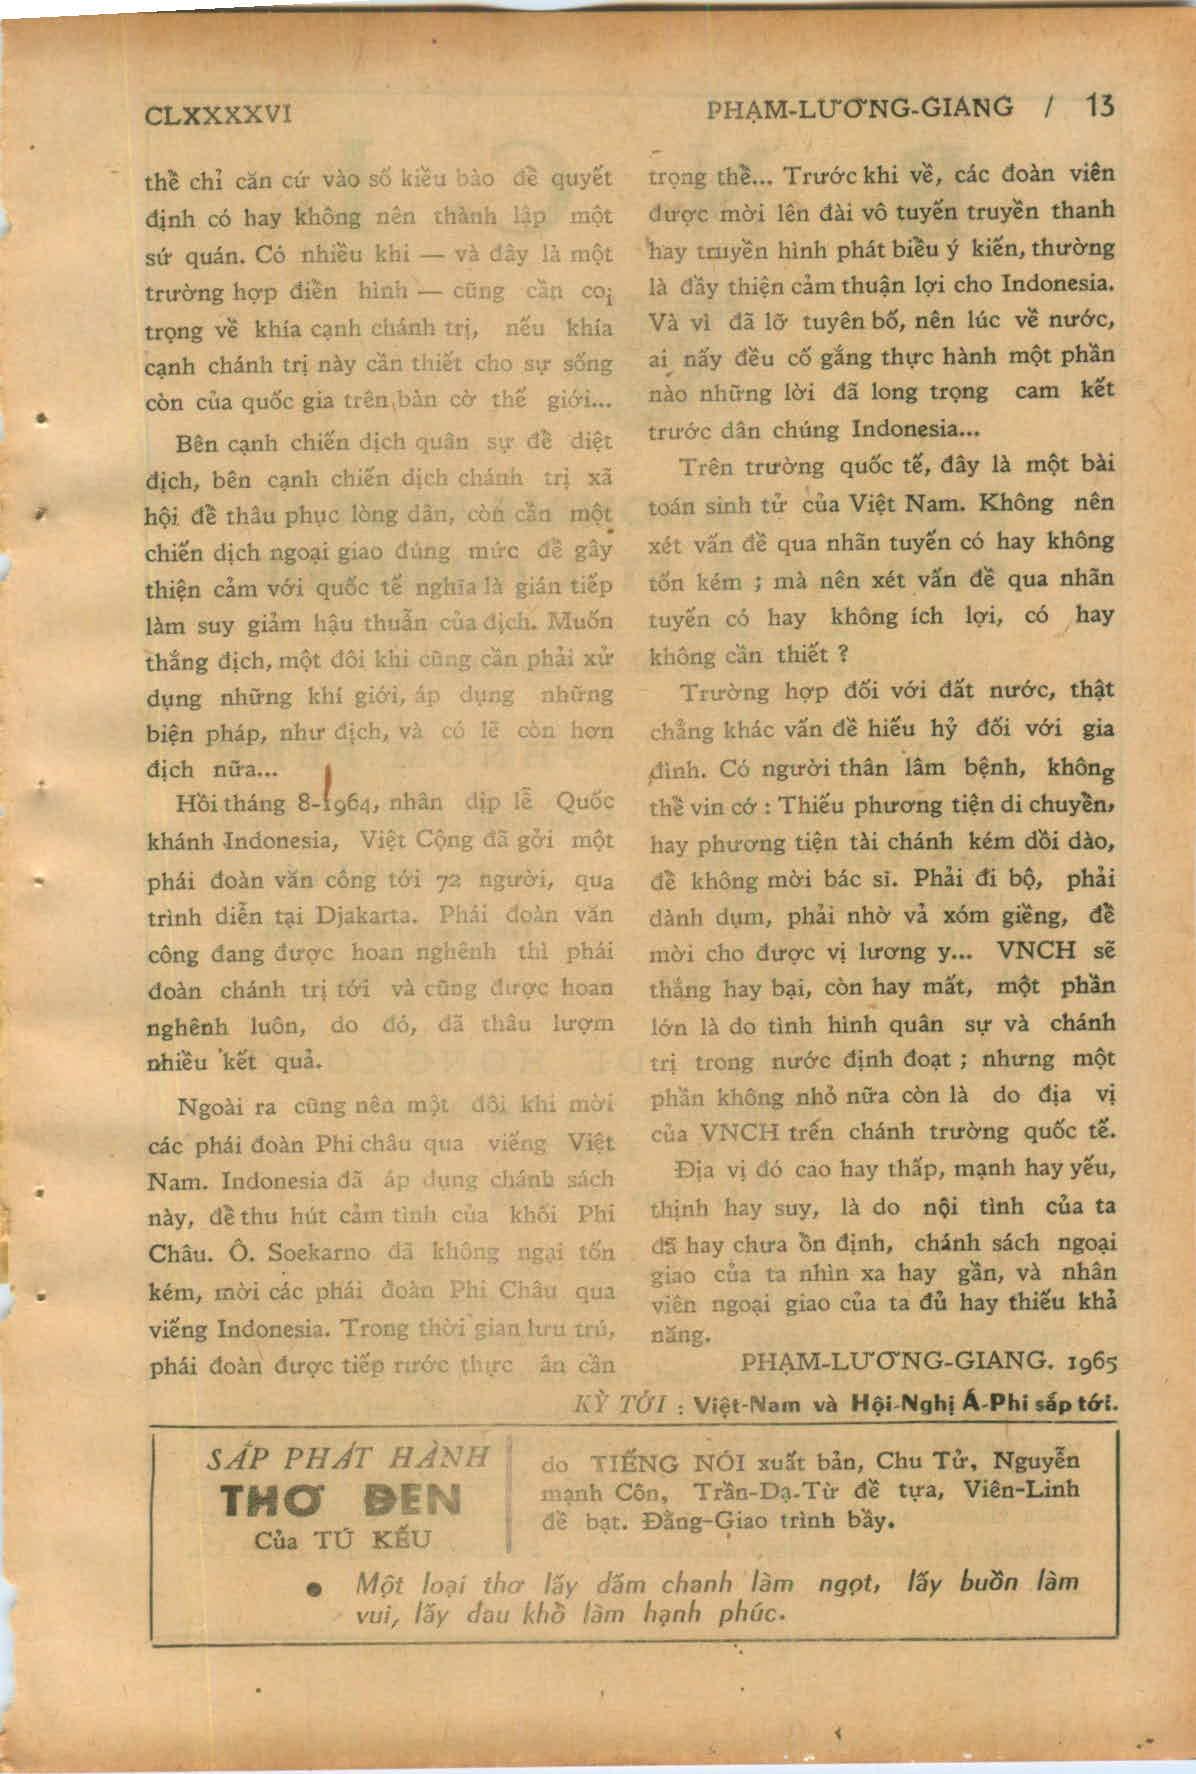 CLXXXXVI
PHẠM-LƯƠNG-GIANG / 13
thể chỉ căn cứ vào số kiều bào để quyết
định có hay không nên thành lập một
sứ quán. Có nhiều khi — và đây là một
trường hợp điển hình — cũng cần coi
trọng về khía cạnh chánh trị, nếu khía
cạnh chánh trị này cần thiết cho sự sống
còn của quốc gia trên bàn cờ thế giới...
Bên cạnh chiến dịch quân sự để diệt
địch, bên cạnh chiến dịch chánh trị xã
hội để thâu phục lòng dân, còn cần một
chiến dịch ngoại giao đúng mức để gây
thiện cảm với quốc tế nghĩa là gián tiếp
làm suy giảm hậu thuẫn của địch. Muốn
thắng địch, một đôi khi cũng cần phải xử
dụng những khí giới, áp dụng những
biện pháp, như địch, và có lẽ còn hơn
địch nữa...
Hồi tháng 8-1964, nhân dịp lễ Quốc
khánh Indonesia, Việt Cộng đã gởi một
phái đoàn văn công tới 72 người, qua
trình diễn tại Djakarta. Phái đoàn văn
công đang được hoan nghênh thì phái
đoàn chánh trị tới và cũng được hoan
nghênh luôn, do đó, đã thâu lượm
nhiều kết quả.
Ngoài ra cũng nên một đôi khi mời
các phái đoàn Phi châu qua viếng Việt
Nam. Indonesia đã áp dụng chánh sách
này, để thu hút cảm tình của khối Phi
Châu. Ô. Soekarno đã không ngại tốn
kém, mời các phái đoàn Phi Châu qua
viếng Indonesia. Trong thời gian lưu trú,
phái đoàn được tiếp rước thực ân cần
trọng thể... Trước khi về, các đoàn viên
được mời lên đài vô tuyến truyền thanh
hay truyền hình phát biểu ý kiến, thường
là đầy thiện cảm thuận lợi cho Indonesia.
Và vì đã lỡ tuyên bố, nên lúc về nước,
ai nấy đều cố gắng thực hành một phần
nào những lời đã long trọng cam kết
trước dân chúng Indonesia...
Trên trường quốc tế, đây là một bài
toán sinh tử của Việt Nam. Không nên
xét vấn đề qua nhãn tuyến có hay không
tốn kém ; mà nên xét vấn đề qua nhãn
tuyến có hay không ích lợi, có hay
không cần thiết ?
Trường hợp đối với đất nước, thật
chẳng khác vấn đề hiếu hỷ đối với gia
đình. Có người thân lâm bệnh, không
thể vin cớ : Thiếu phương tiện di chuyển,
hay phương tiện tài chánh kém dồi dào,
để không mời bác sĩ. Phải đi bộ, phải
dành dụm, phải nhờ vả xóm giềng, để
mời cho được vị lương y... VNCH sẽ
thắng hay bại, còn hay mất, một phần
lớn là do tình hình quân sự và chánh
trị trong nước định đoạt ; nhưng một
phần không nhỏ nữa còn là do địa vị
của VNCH trến chánh trường quốc tế.
Địa vị đó cao hay thấp, mạnh hay yếu,
thịnh hay suy, là do nội tình của ta
đã hay chưa ổn định, chánh sách ngoại
giao của ta nhìn xa hay gần, và nhân
viên ngoại giao của ta đủ hay thiếu khả
năng.
PHẠM-LƯƠNG-GIANG. 1965
KỲ TỚI : Việt-Nam và Hội-Nghị Á-Phi sắp tới.
SẮP PHÁT HÀNH
THƠ ĐEN
Của TÚ KẾU
do TIẾNG NÓI xuất bản, Chu Tử, Nguyễn
mạnh Côn, Trần-Dạ-Từ đề tựa, Viên-Linh
đề bạt. Đằng-Giao trình bầy.
● Một loại thơ lấy dấm chanh làm ngọt, lấy buồn làm
vui, lấy đau khổ làm hạnh phúc.